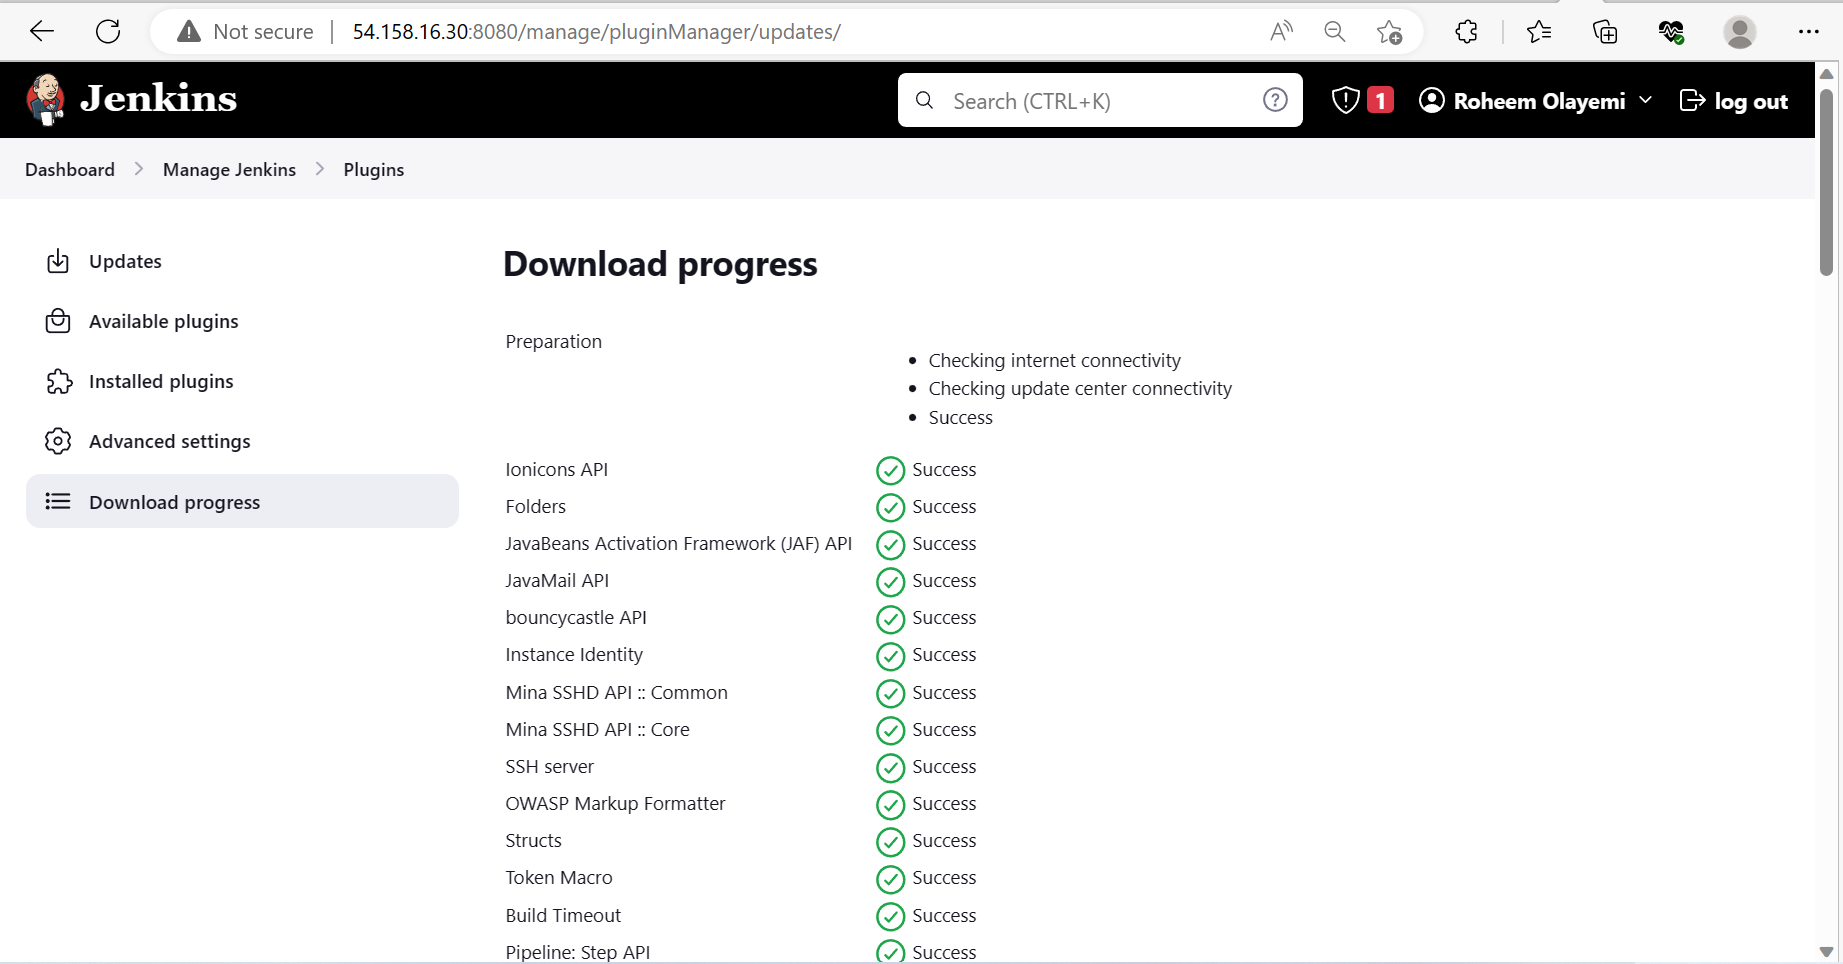 Not secure | 54.158.16.30:8080/manage/pluginManager/updates/
Jenkins
Search (CTRL+K)
1
Roheem Olayemi
log out
Dashboard
Manage Jenkins
Plugins
Updates
Available plugins
Installed plugins
Advanced settings
Download progress
Download progress
Preparation
Checking internet connectivity
Checking update center connectivity
Success
Ionicons API Success
Folders Success
JavaBeans Activation Framework (JAF) API Success
JavaMail API Success
bouncycastle API Success
Instance Identity Success
Mina SSHD API :: Common Success
Mina SSHD API :: Core Success
SSH server Success
OWASP Markup Formatter Success
Structs Success
Token Macro Success
Build Timeout Success
Pipeline: Step API Success